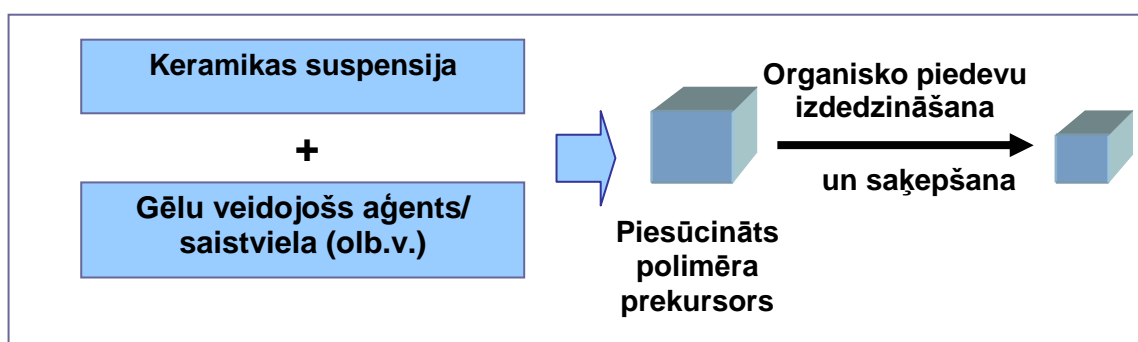 Keramikas suspensija
+
Gēlu veidojošs aģents/
saistviela (olb.v.)
Piesūcināts
polimēra
prekursors
Organisko piedevu
izdedzināšana
un saķepšana